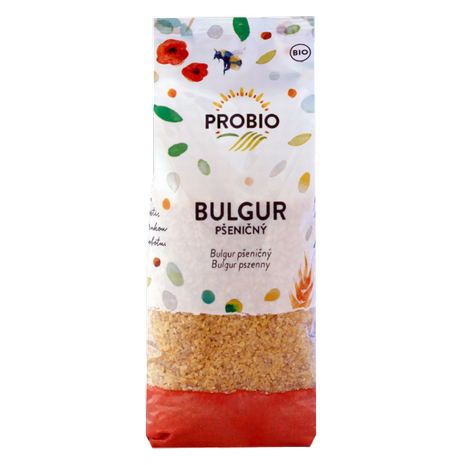 BIO
PROBIO
BULGUR
PŠENIČNÝ
Bulgur pšeničný
Bulgur pszenny